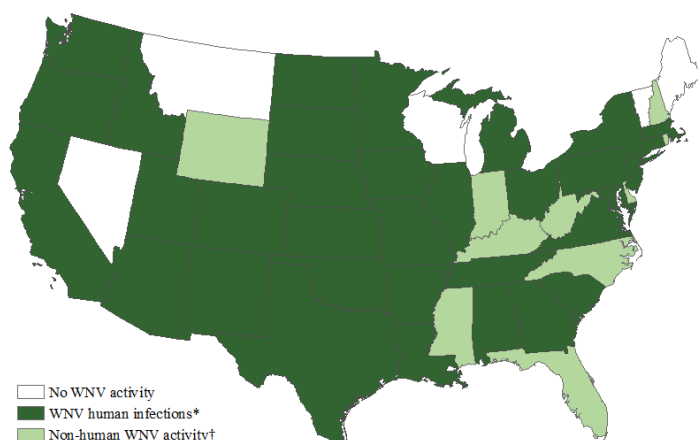 No WNV activity
WNV human infections*
Non-human WNV activity†